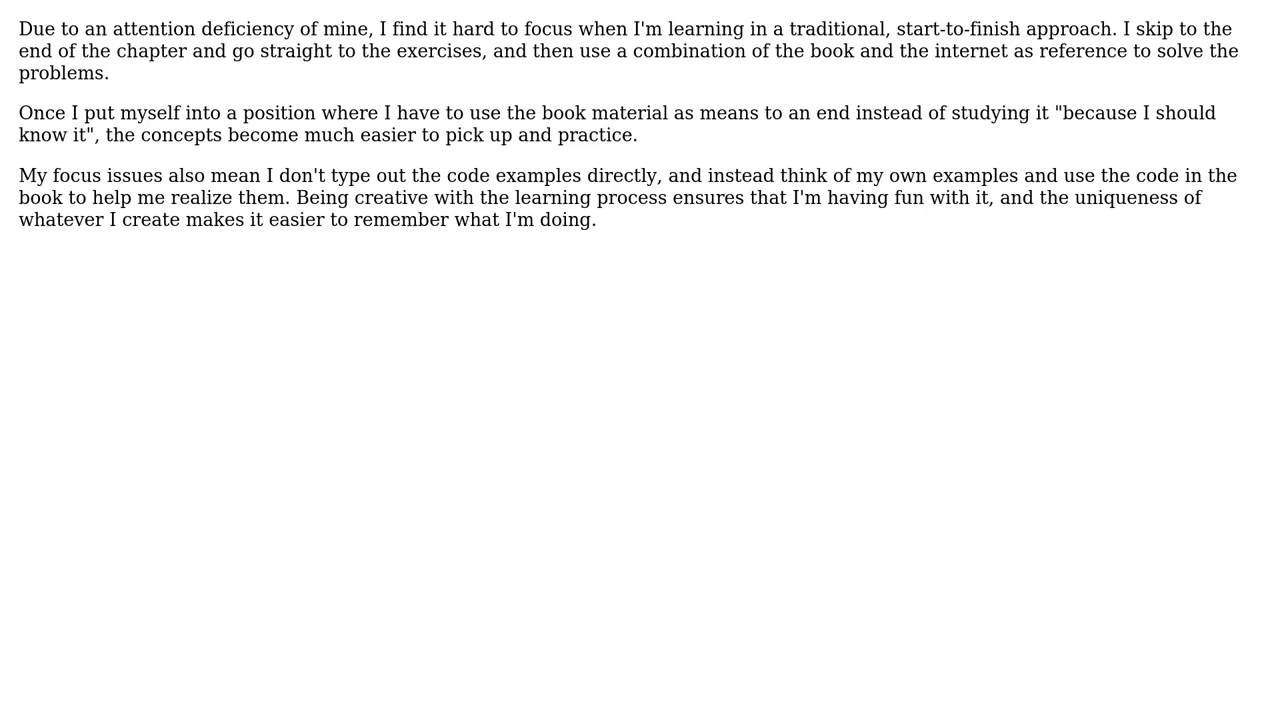 Due to an attention deficiency of mine, I find it hard to focus when I'm learning in a traditional, start-to-finish approach. I skip to the
end of the chapter and go straight to the exercises, and then use a combination of the book and the internet as reference to solve the
problems.
Once I put myself into a position where I have to use the book material as means to an end instead of studying it "because I should
know it", the concepts become much easier to pick up and practice.
My focus issues also mean I don't type out the code examples directly, and instead think of my own examples and use the code in the
book to help me realize them. Being creative with the learning process ensures that I'm having fun with it, and the uniqueness of
whatever I create makes it easier to remember what I'm doing.